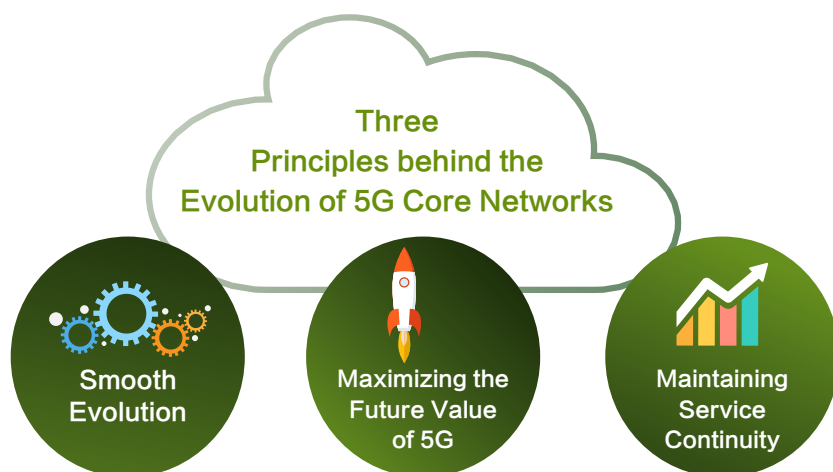 Three
Principles behind the
Evolution of 5G Core Networks
Smooth
Evolution
Maximizing the
Future Value
of 5G
Maintaining
Service
Continuity